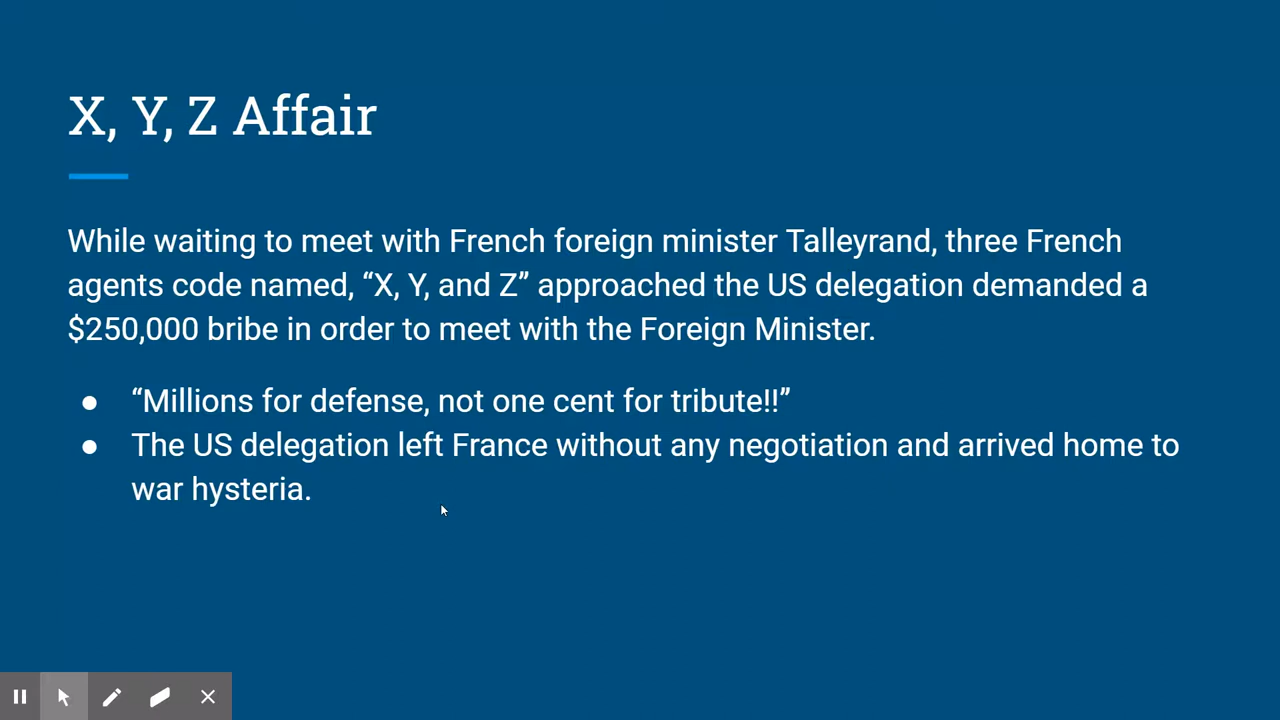 X, Y, Z Affair
While waiting to meet with French foreign minister Talleyrand, three French
agents code named, “X, Y, and Z” approached the US delegation demanded a
$250,000 bribe in order to meet with the Foreign Minister.
● “Millions for defense, not one cent for tribute!!”
● The US delegation left France without any negotiation and arrived home to
war hysteria.